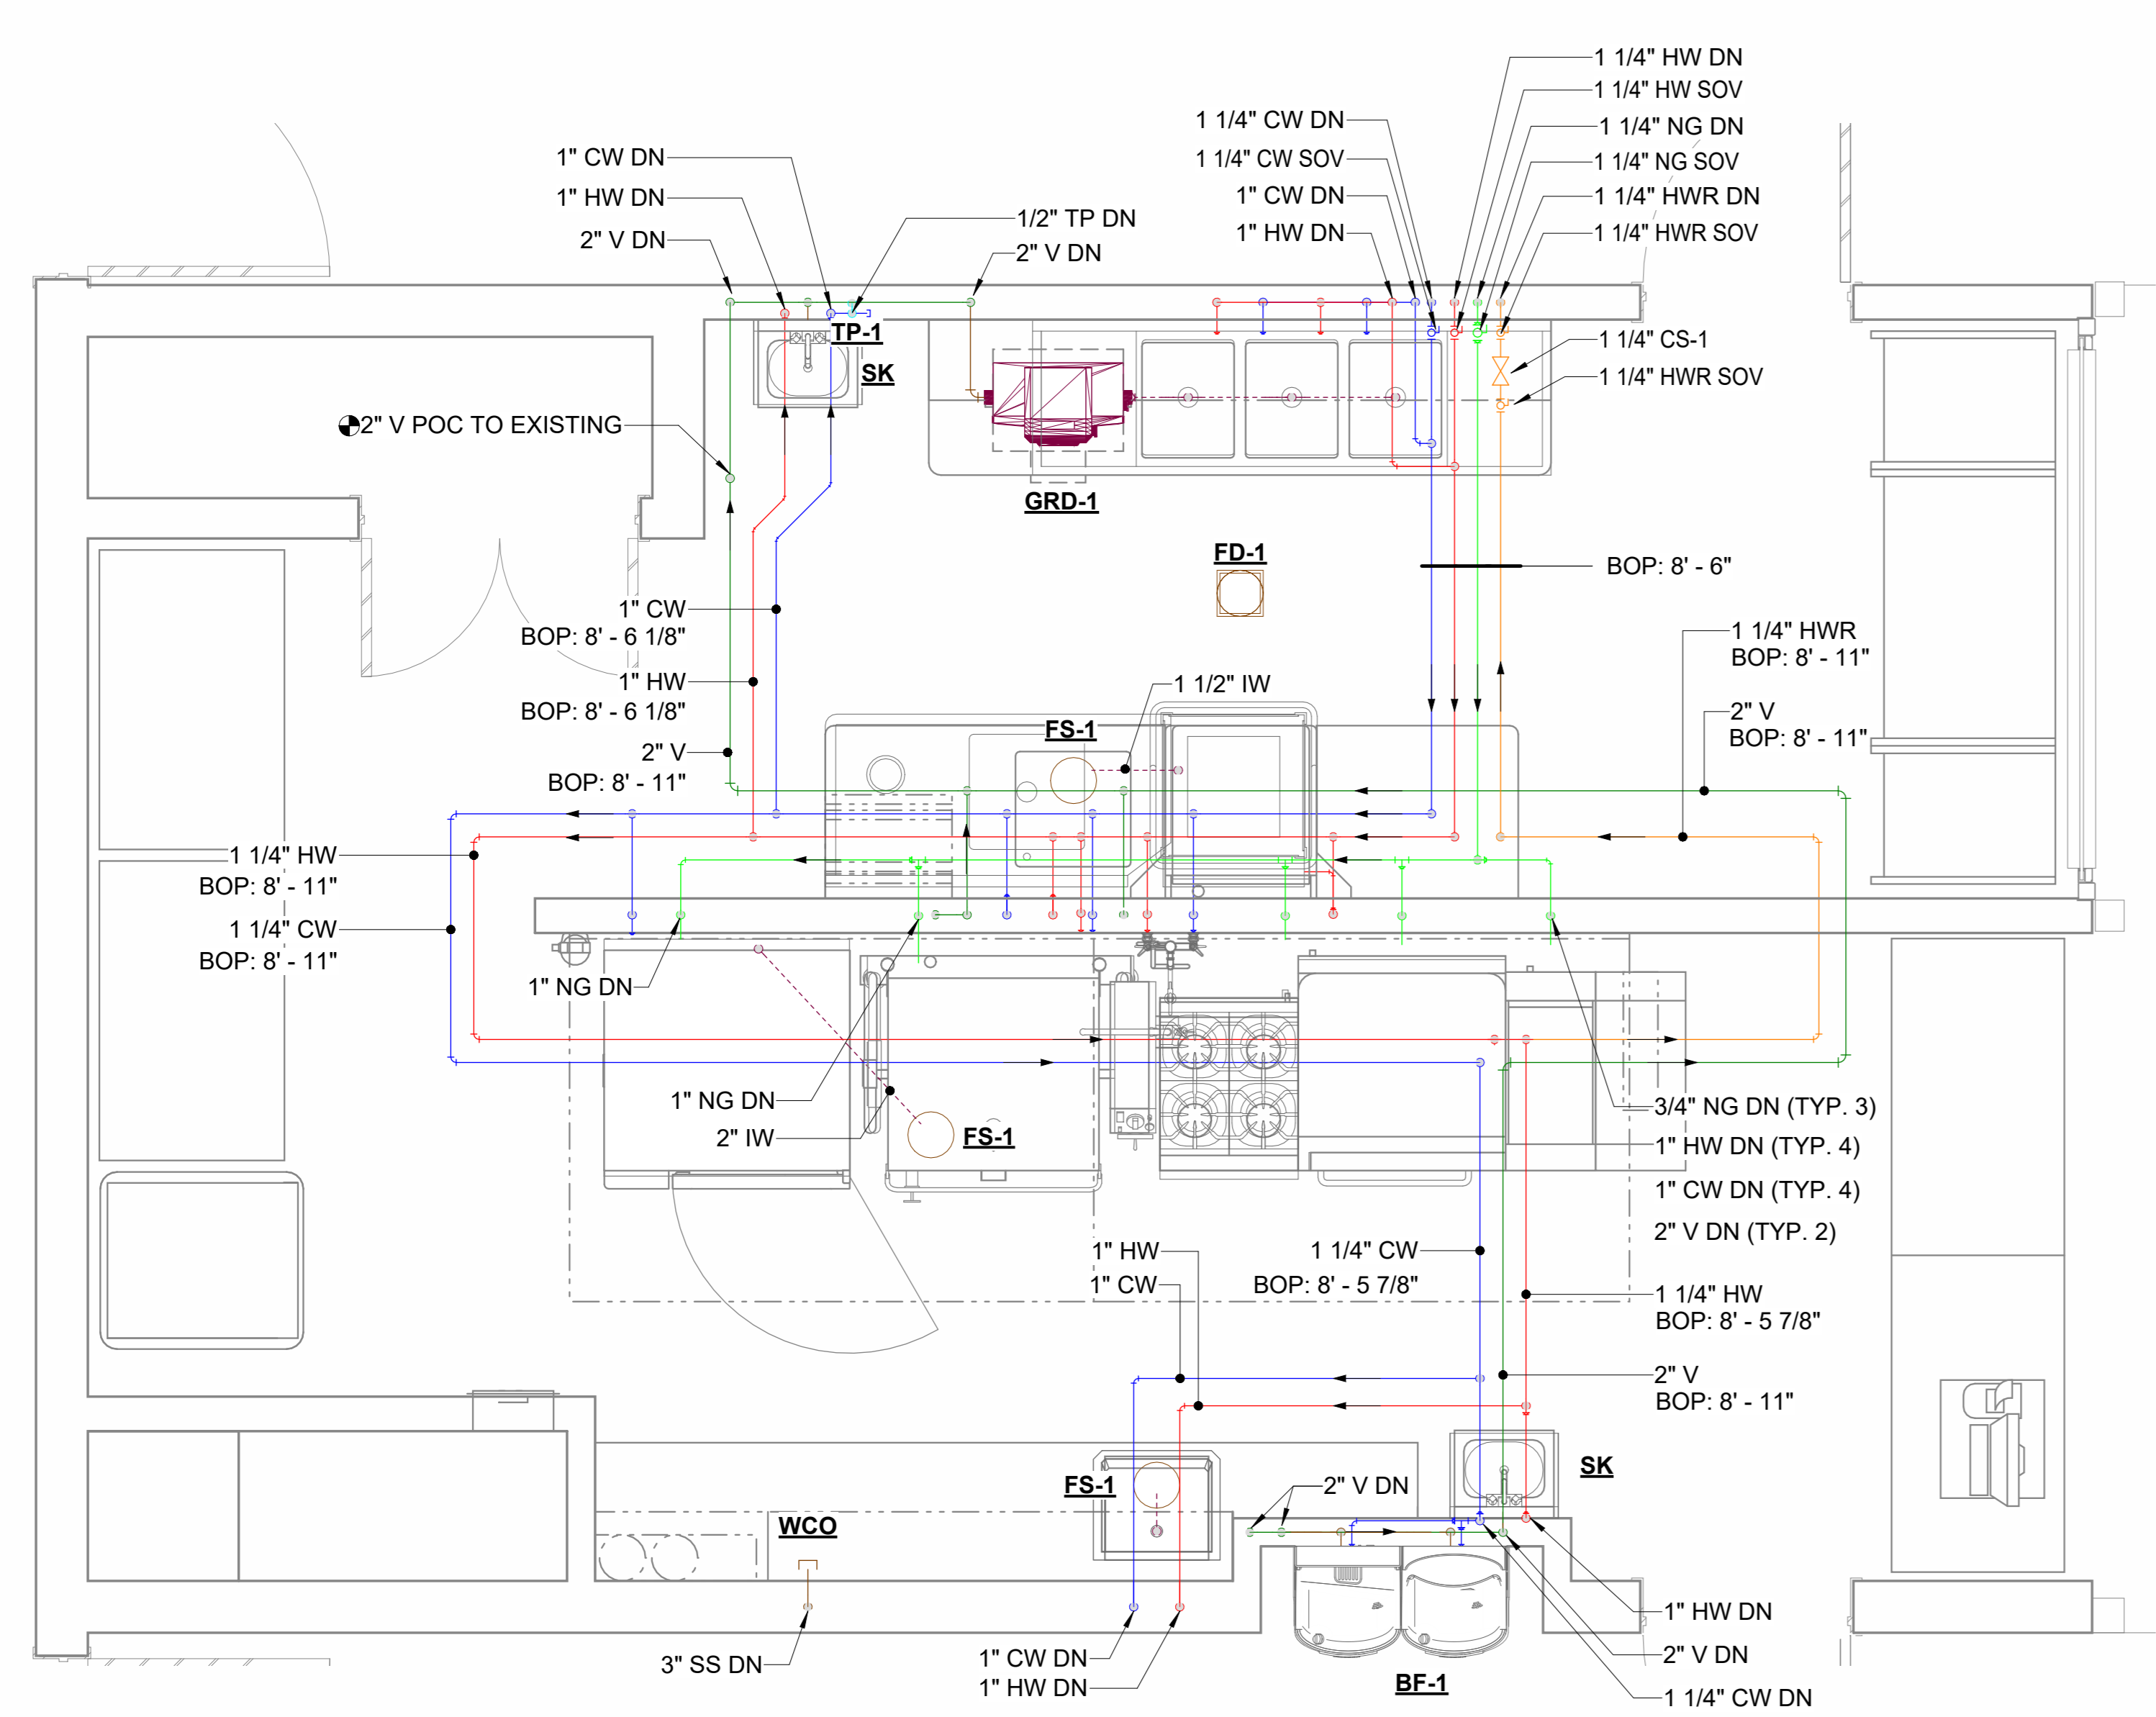 1 1/4" HW DN
1 1/4" HW SOV
1 1/4" CW DN
1 1/4" NG DN
1" CW DN
1 1/4" CW SOV
1 1/4" NG SOV
1" HW DN
1" CW DN
1 1/4" HWR DN
1/2" TP DN
2" V DN
1" HW DN
1 1/4" HWR SOV
2" V DN
TP-1
1 1/4" CS-1
SK
1 1/4" HWR SOV
2" V POC TO EXISTING
GRD-1
FD-1
BOP: 8' - 6"
1" CW
BOP: 8' - 6 1/8"
1 1/4" HWR
BOP: 8' - 11"
1" HW
BOP: 8' - 6 1/8"
1 1/2" IW
2" V
BOP: 8' - 11"
FS-1
2" V
BOP: 8' - 11"
1 1/4" HW
BOP: 8' - 11"
1 1/4" CW
BOP: 8' - 11"
1" NG DN
1" NG DN
2" IW
FS-1
3/4" NG DN (TYP. 3)
1" HW DN (TYP. 4)
1" CW DN (TYP. 4)
2" V DN (TYP. 2)
1" HW
1" CW
1 1/4" CW
BOP: 8' - 5 7/8"
1 1/4" HW
BOP: 8' - 5 7/8"
2" V
BOP: 8' - 11"
SK
FS-1
2" V DN
WCO
1" HW DN
3" SS DN
1" CW DN
1" HW DN
2" V DN
BF-1
1 1/4" CW DN